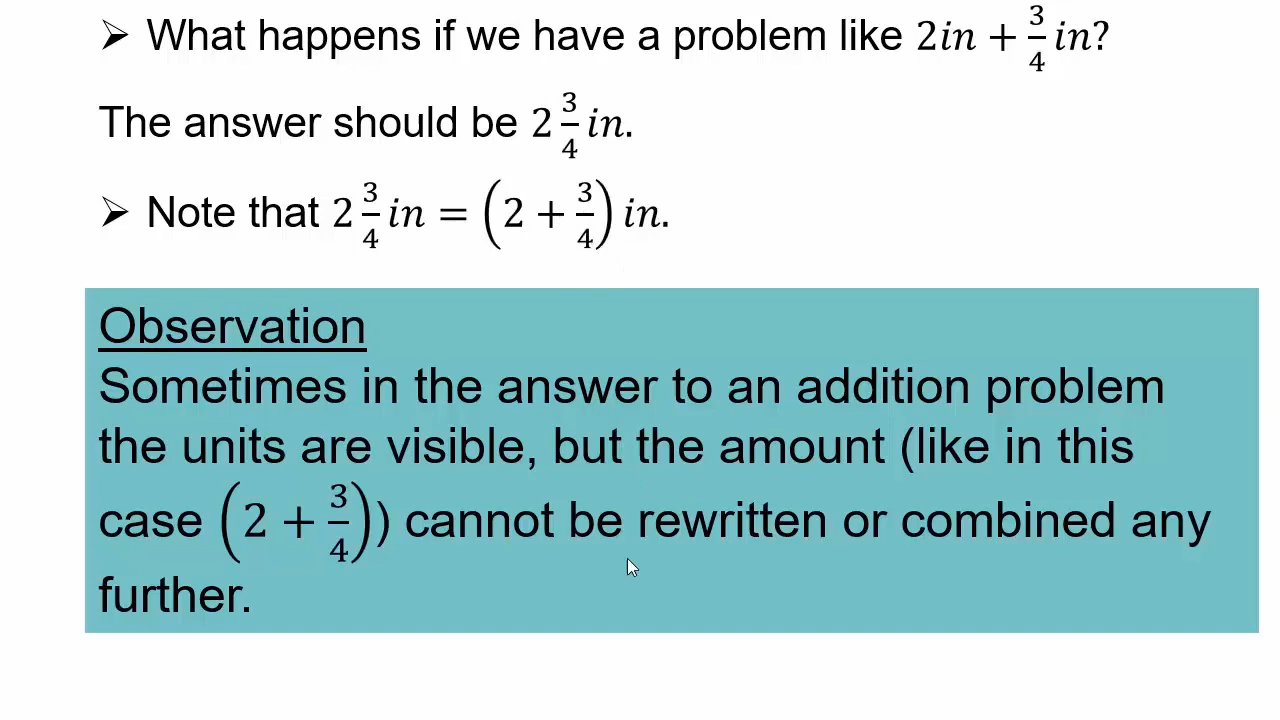 ➢ What happens if we have a problem like 2in + 3/4 in?
The answer should be 2 3/4 in.
➢ Note that 2 3/4 in = (2 + 3/4) in.
Observation
Sometimes in the answer to an addition problem
the units are visible, but the amount (like in this
case (2 + 3/4)) cannot be rewritten or combined any
further.